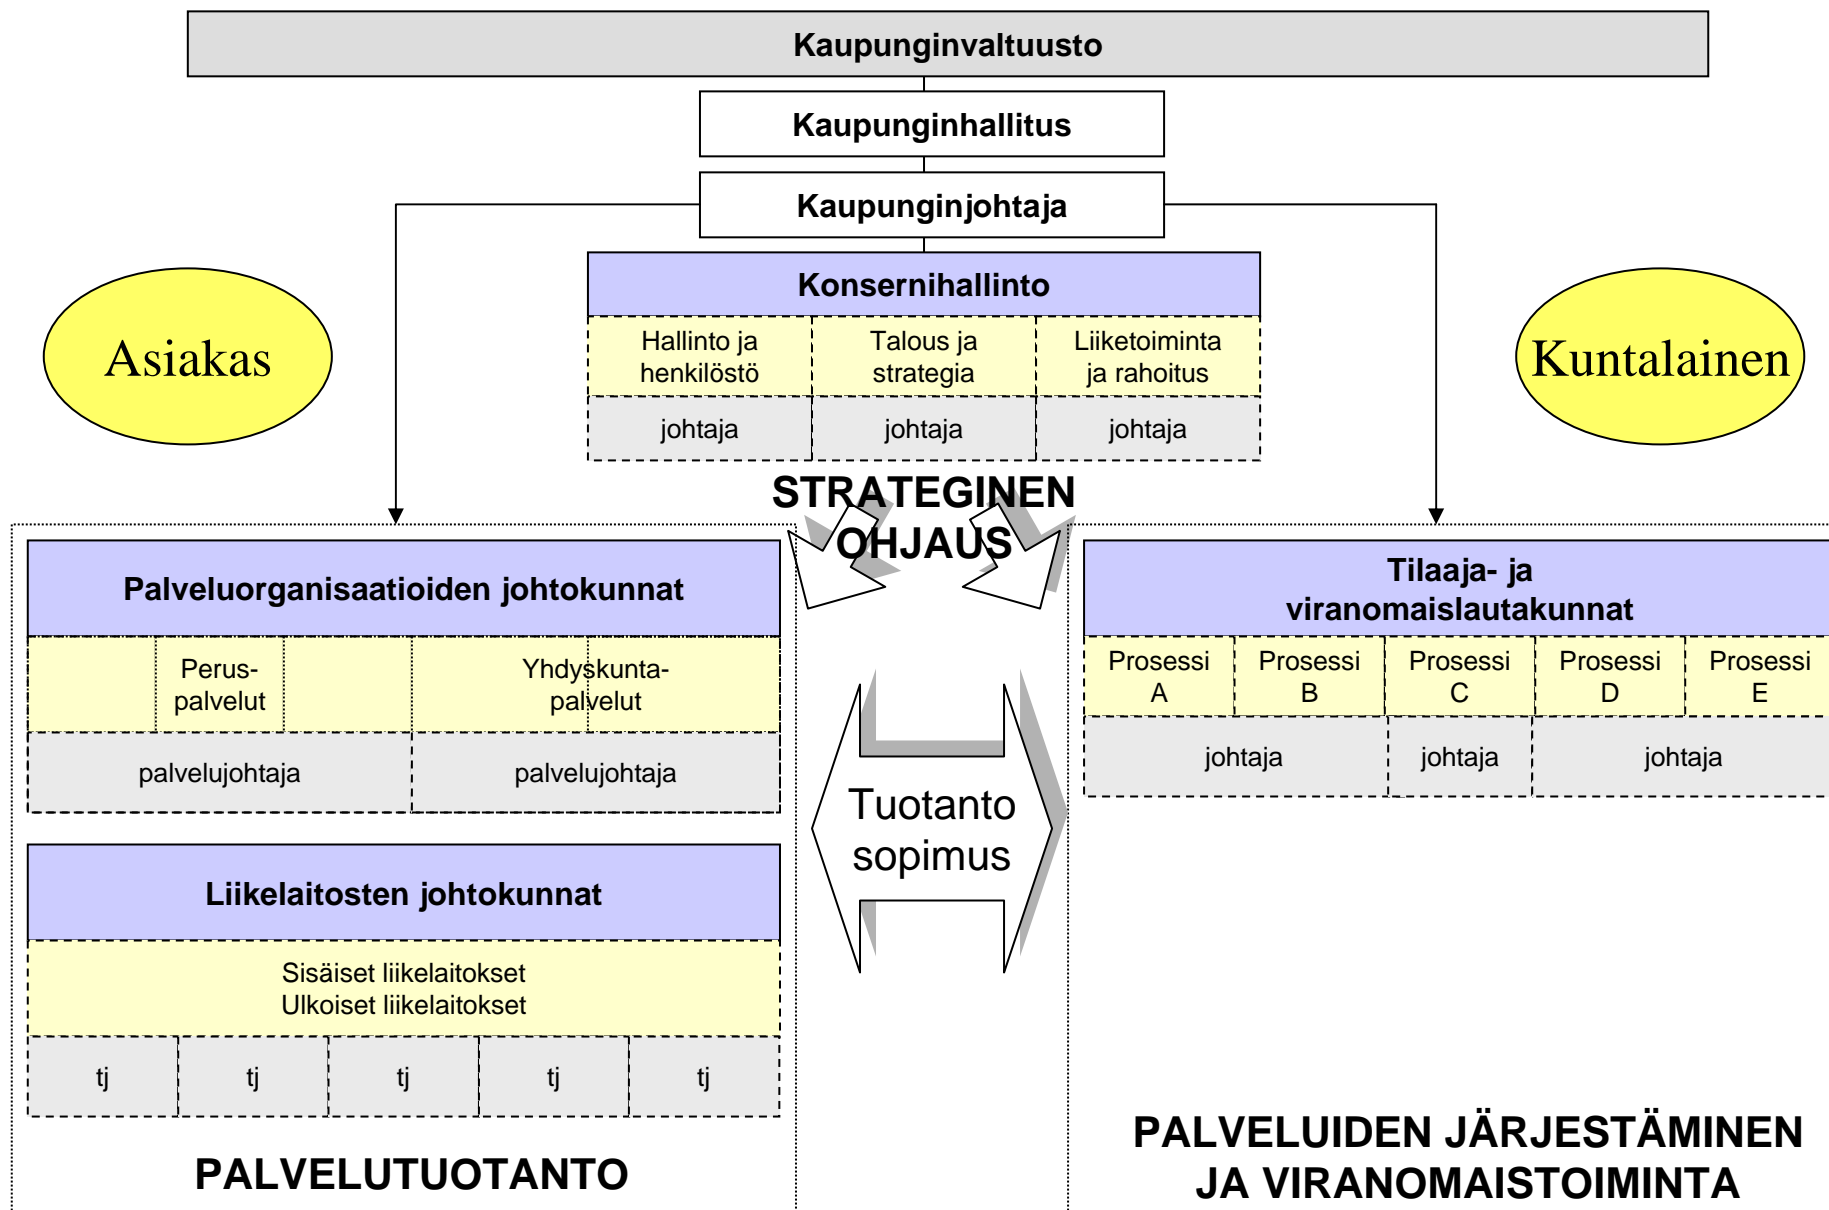 Kaupunginvaltuusto
Kaupunginhallitus
Kaupunginjohtaja
Konsernihallinto
Hallinto ja
henkilöstö
Talous ja
strategia
Liiketoiminta
ja rahoitus
johtaja
johtaja
johtaja
Asiakas
Kuntalainen
STRATEGINEN
OHJAUS
Palveluorganisaatioiden johtokunnat
Perus-
palvelut
Yhdyskunta-
palvelut
palvelujohtaja
palvelujohtaja
Liikelaitosten johtokunnat
Sisäiset liikelaitokset
Ulkoiset liikelaitokset
tj
tj
tj
tj
tj
PALVELUTUOTANTO
Tuotanto
sopimus
Tilaaja- ja
viranomaislautakunnat
Prosessi
A
Prosessi
B
Prosessi
C
Prosessi
D
Prosessi
E
johtaja
johtaja
johtaja
PALVELUIDEN JÄRJESTÄMINEN
JA VIRANOMAISTOIMINTA